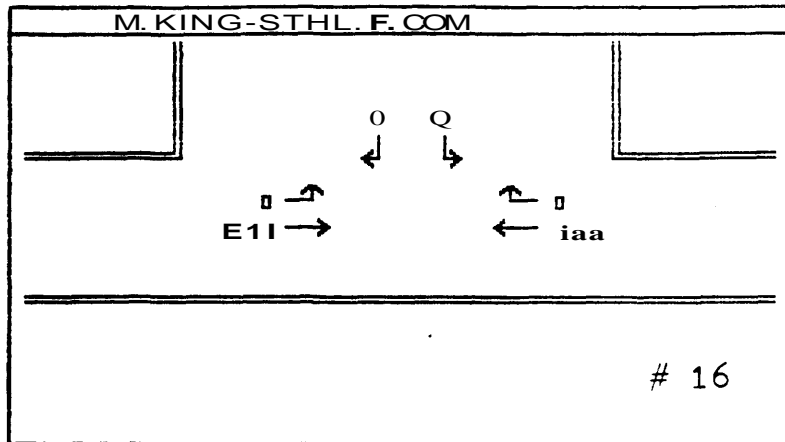 M. KING-STHL. F. COM
0 Q
▯ ▯
E1I iaa
# 16